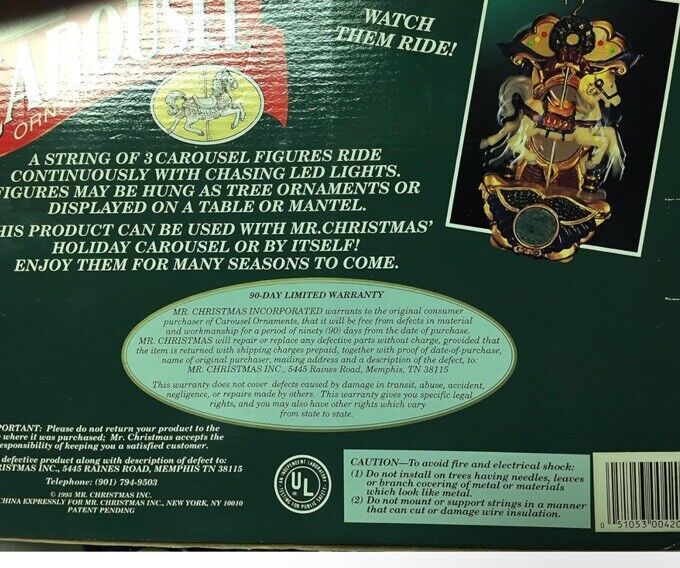 WATCH
THEM RIDE!
A STRING OF 3 CAROUSEL FIGURES RIDE
CONTINUOUSLY WITH CHASING LED LIGHTS.
FIGURES MAY BE HUNG AS TREE ORNAMENTS OR
DISPLAYED ON A TABLE OR MANTEL.
HIS PRODUCT CAN BE USED WITH MR.CHRISTMAS'
HOLIDAY CAROUSEL OR BY ITSELF!
ENJOY THEM FOR MANY SEASONS TO COME.
90-DAY LIMITED WARRANTY
MR. CHRISTMAS INCORPORATED warrants to the original consumer
purchaser of Carousel Ornaments, that it will be free from defects in material
and workmanship for a period of ninety (90) days from the date of purchase.
MR. CHRISTMAS will repair or replace any defective parts without charge, provided that
the item is returned with shipping charges prepaid, together with proof of date-of-purchase,
name of original purchaser, mailing address and a description of the defect, to:
MR. CHRISTMAS INC., 5445 Raines Road, Memphis, TN 38115
This warranty does not cover defects caused by damage in transit, abuse, accident,
negligence, or repairs made by others. This warranty gives you specific legal
rights, and you may also have other rights which vary
from state to state.
PORTANT: Please do not return your product to the
where it was purchased; Mr. Christmas accepts the
esponsibility of keeping you a satisfied customer.
defective product along with description of defect to:
RISTMAS INC., 5445 RAINES ROAD, MEMPHIS TN 38115
Telephone: (901) 794-9503
© 1993 MR. CHRISTMAS INC.
CHINA EXPRESSLY FOR MR. CHRISTMAS INC., NEW YORK, NY 10010
PATENT PENDING
AN INDEPENDENT LABORATORY
UL
TESTING FOR PUBLIC SAFETY
CAUTION—To avoid fire and electrical shock:
(1) Do not install on trees having needles, leaves
or branch covering of metal or materials
which look like metal.
(2) Do not mount or support strings in a manner
that can cut or damage wire insulation.
0 51053 00420